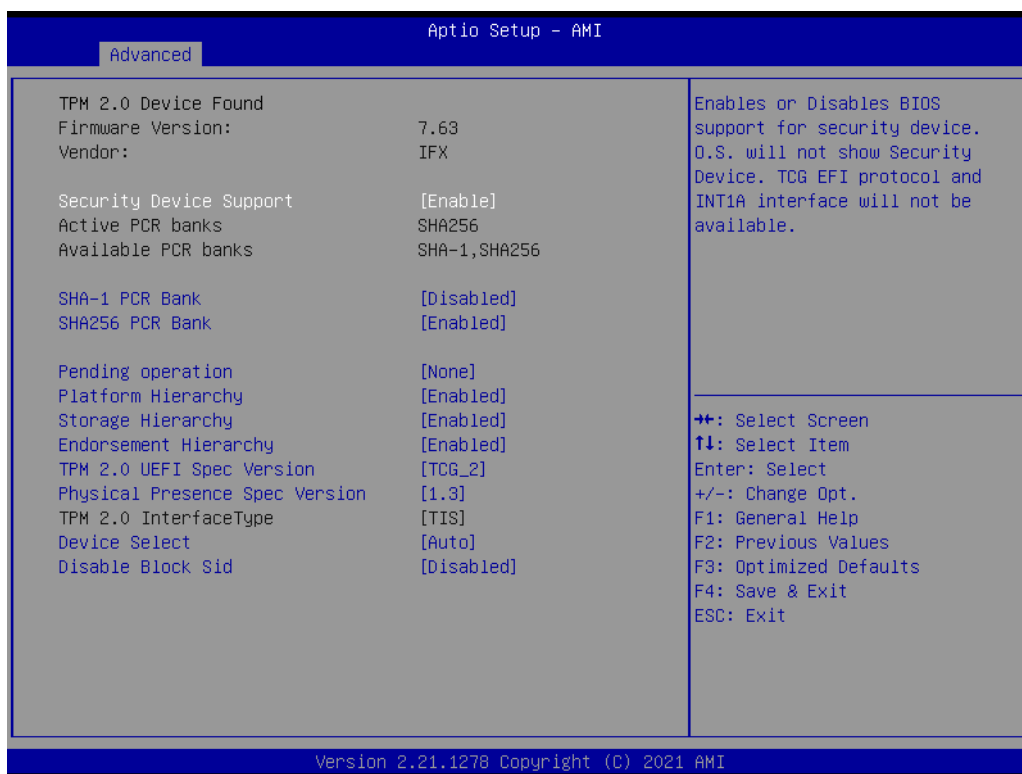 Aptio Setup - AMI
Advanced
TPM 2.0 Device Found
Firmware Version: 7.63
Vendor: IFX
Security Device Support [Enable]
Active PCR banks SHA256
Available PCR banks SHA-1,SHA256
SHA-1 PCR Bank [Disabled]
SHA256 PCR Bank [Enabled]
Pending operation [None]
Platform Hierarchy [Enabled]
Storage Hierarchy [Enabled]
Endorsement Hierarchy [Enabled]
TPM 2.0 UEFI Spec Version [TCG_2]
Physical Presence Spec Version [1.3]
TPM 2.0 InterfaceType [TIS]
Device Select [Auto]
Disable Block Sid [Disabled]
Enables or Disables BIOS
support for security device.
O.S. will not show Security
Device. TCG EFI protocol and
INT1A interface will not be
available.
→←: Select Screen
↑↓: Select Item
Enter: Select
+/-: Change Opt.
F1: General Help
F2: Previous Values
F3: Optimized Defaults
F4: Save & Exit
ESC: Exit
Version 2.21.1278 Copyright (C) 2021 AMI